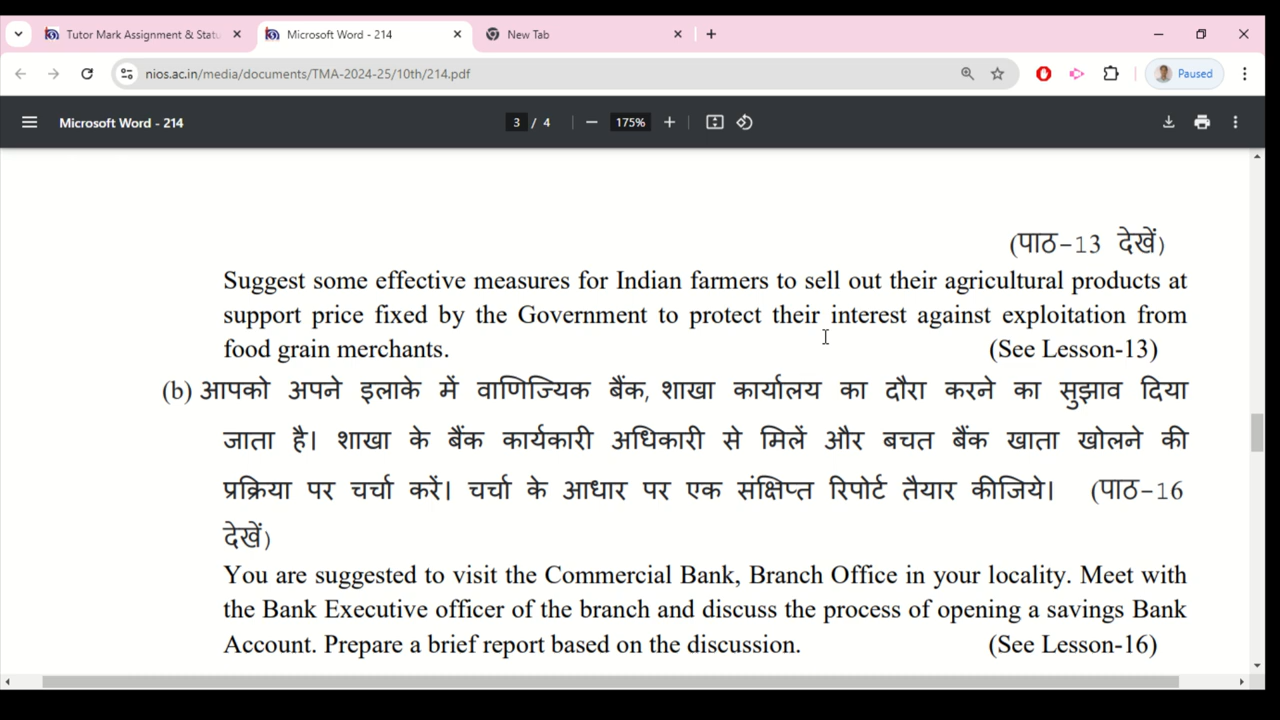 Tutor Mark Assignment & Statu
Microsoft Word - 214
New Tab
nios.ac.in/media/documents/TMA-2024-25/10th/214.pdf
Paused
Microsoft Word - 214
3 / 4
175%
(पाठ-13 देखें)
Suggest some effective measures for Indian farmers to sell out their agricultural products at
support price fixed by the Government to protect their interest against exploitation from
food grain merchants. (See Lesson-13)
(b) आपको अपने इलाके में वाणिज्यिक बैंक, शाखा कार्यालय का दौरा करने का सुझाव दिया
जाता है। शाखा के बैंक कार्यकारी अधिकारी से मिलें और बचत बैंक खाता खोलने की
प्रक्रिया पर चर्चा करें। चर्चा के आधार पर एक संक्षिप्त रिपोर्ट तैयार कीजिये। (पाठ-16
देखें)
You are suggested to visit the Commercial Bank, Branch Office in your locality. Meet with
the Bank Executive officer of the branch and discuss the process of opening a savings Bank
Account. Prepare a brief report based on the discussion. (See Lesson-16)